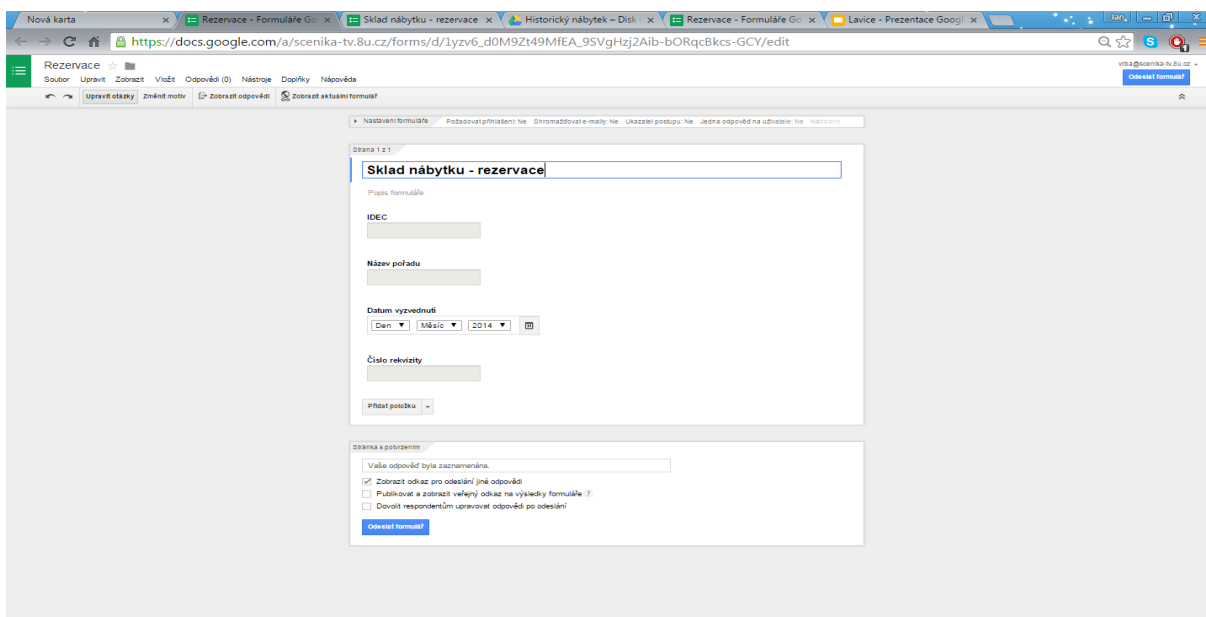 Nová karta
Rezervace - Formuláře Go
Sklad nábytku - rezervace
Historický nábytek – Disk
Rezervace - Formuláře Go
Lavice - Prezentace Googl
Jan,
https://docs.google.com/a/scenika-tv.8u.cz/forms/d/1yzv6_d0M9Zt49MfEA_9SVgHzj2Aib-bORqcBkcs-GCY/edit
Rezervace
vrba@scenika-tv.8u.cz
Soubor Upravit Zobrazit Vložit Odpovědi (0) Nástroje Doplňky Nápověda
Odeslat formulář
Upravit otázky Změnit motiv Zobrazit odpovědi Zobrazit aktuální formulář
Nastavení formuláře Požadovat přihlášení: Ne Shromažďovat e-maily: Ne Ukazatel postupu: Ne Jedna odpověď na uživatele: Ne Náhodné
Strana 1 z 1
Sklad nábytku - rezervace
Popis formuláře
IDEC
Název pořadu
Datum vyzvednutí
Den Měsíc 2014
Číslo rekvizity
Přidat položku
Stránka s potvrzením
Vaše odpověď byla zaznamenána.
Zobrazit odkaz pro odeslání jiné odpovědi
Publikovat a zobrazit veřejný odkaz na výsledky formuláře ?
Dovolit respondentům upravovat odpovědi po odeslání
Odeslat formulář